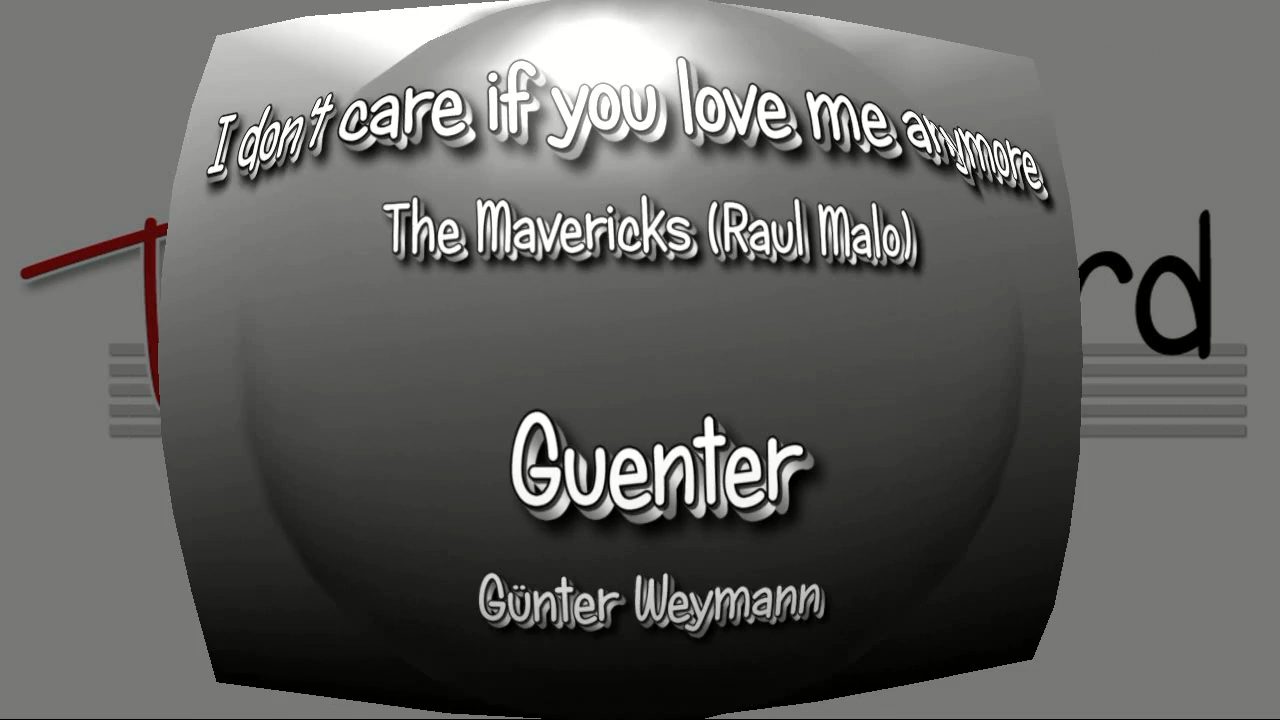 I don't care if you love me anymore
The Mavericks (Raul Malo)
Guenter
Günter Weymann